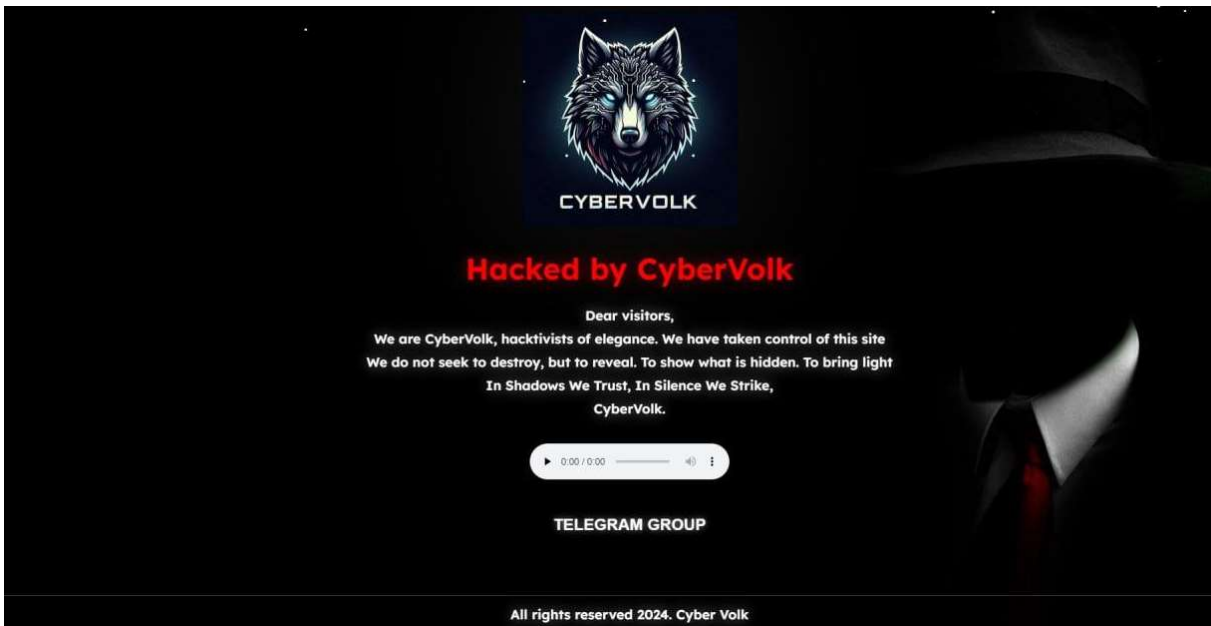 CYBERVOLK
Hacked by CyberVolk
Dear visitors,
We are CyberVolk, hacktivists of elegance. We have taken control of this site
We do not seek to destroy, but to reveal. To show what is hidden. To bring light
In Shadows We Trust, In Silence We Strike,
CyberVolk.
0:00 / 0:00
TELEGRAM GROUP
All rights reserved 2024. Cyber Volk